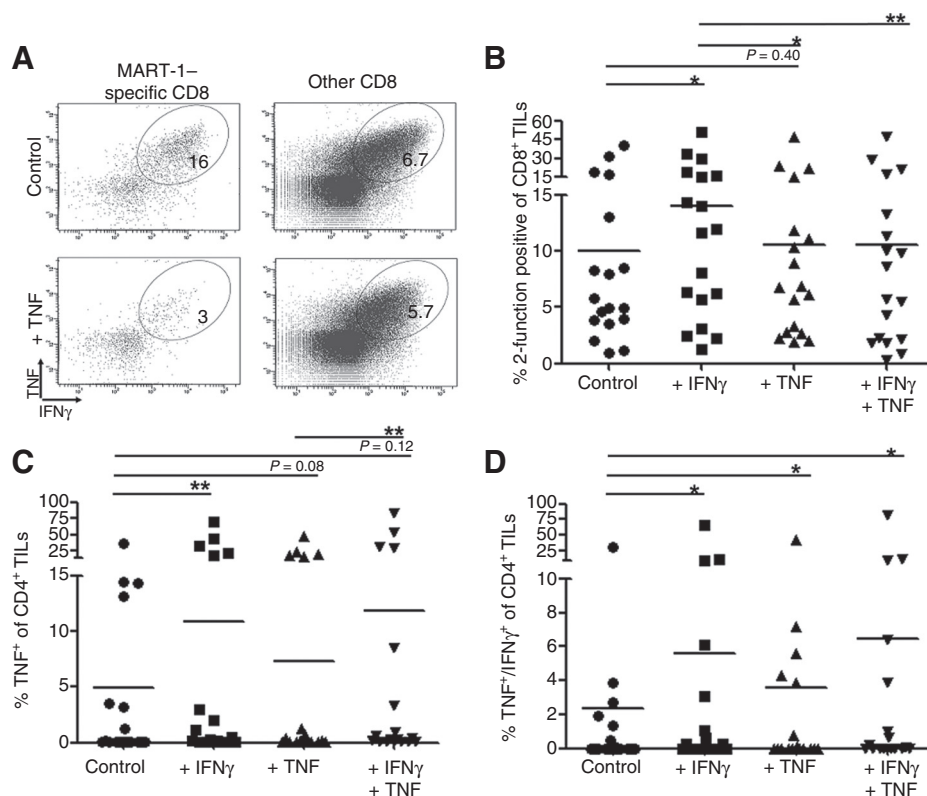 A
MART-1–
specific CD8
Other CD8
Control
16
6.7
+ TNF
3
5.7
TNF
IFNγ
B
**
*
P = 0.40
*
% 2-function positive of CD8+ TILs
60
45
30
15
15
10
5
0
Control
+ IFNγ
+ TNF
+ IFNγ
+ TNF
C
**
P = 0.12
P = 0.08
**
% TNF+ of CD4+ TILs
100
75
50
25
15
10
5
0
Control
+ IFNγ
+ TNF
+ IFNγ
+ TNF
D
*
*
*
% TNF+/IFNγ+ of CD4+ TILs
100
75
50
25
10
8
6
4
2
0
Control
+ IFNγ
+ TNF
+ IFNγ
+ TNF